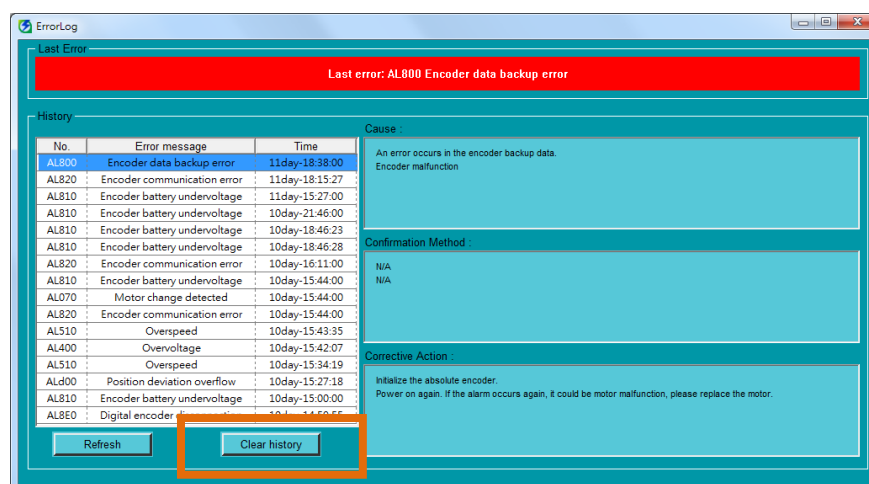 ErrorLog
Last Error
Last error: AL800 Encoder data backup error
History
No. Error message Time
AL800 Encoder data backup error 11day-18:38:00
AL820 Encoder communication error 11day-18:15:27
AL810 Encoder battery undervoltage 11day-15:27:00
AL810 Encoder battery undervoltage 10day-21:46:00
AL810 Encoder battery undervoltage 10day-18:46:23
AL810 Encoder battery undervoltage 10day-18:46:28
AL820 Encoder communication error 10day-16:11:00
AL810 Encoder battery undervoltage 10day-15:44:00
AL070 Motor change detected 10day-15:44:00
AL820 Encoder communication error 10day-15:44:00
AL510 Overspeed 10day-15:43:35
AL400 Overvoltage 10day-15:42:07
AL510 Overspeed 10day-15:34:19
ALd00 Position deviation overflow 10day-15:27:18
AL810 Encoder battery undervoltage 10day-15:00:00
AL8E0 Digital encoder
Refresh
Clear history
Cause :
An error occurs in the encoder backup data.
Encoder malfunction
Confirmation Method :
N/A
N/A
Corrective Action :
Initialize the absolute encoder.
Power on again. If the alarm occurs again, it could be motor malfunction, please replace the motor.